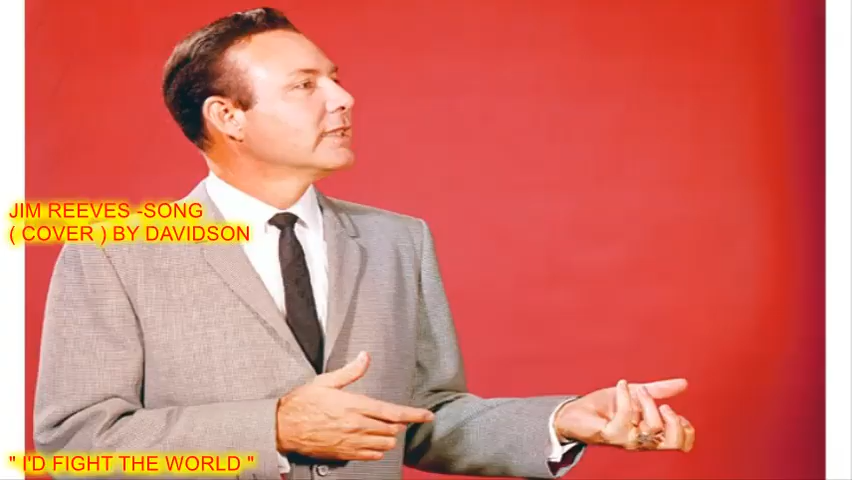 JIM REEVES -SONG
( COVER ) BY DAVIDSON
" I'D FIGHT THE WORLD "